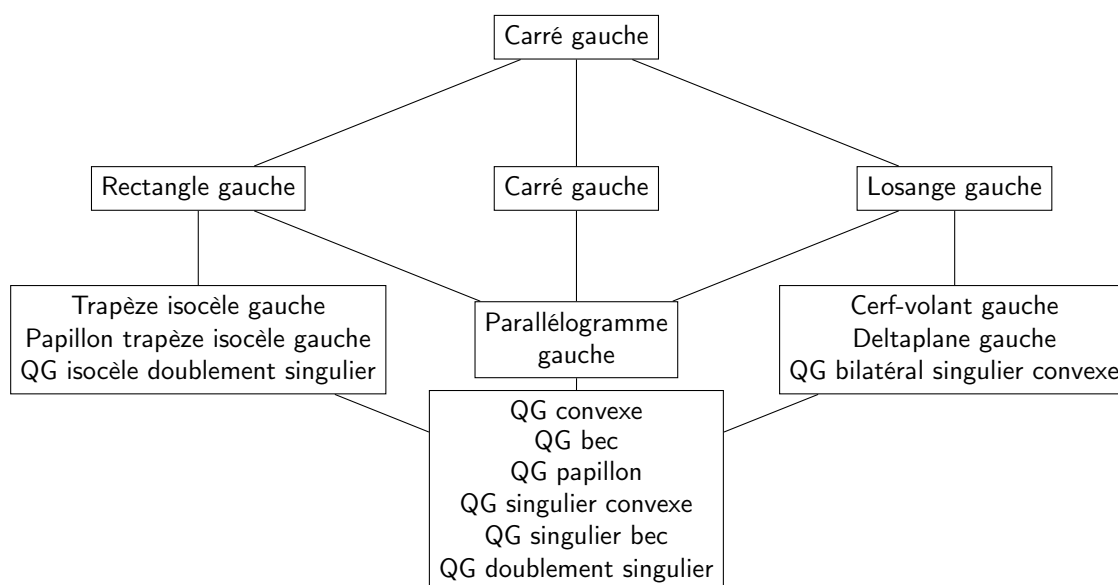 Carré gauche
Rectangle gauche
Carré gauche
Losange gauche
Trapèze isocèle gauche
Papillon trapèze isocèle gauche
QG isocèle doublement singulier
Parallélogramme
gauche
Cerf-volant gauche
Deltaplane gauche
QG bilatéral singulier convexe
QG convexe
QG bec
QG papillon
QG singulier convexe
QG singulier bec
QG doublement singulier